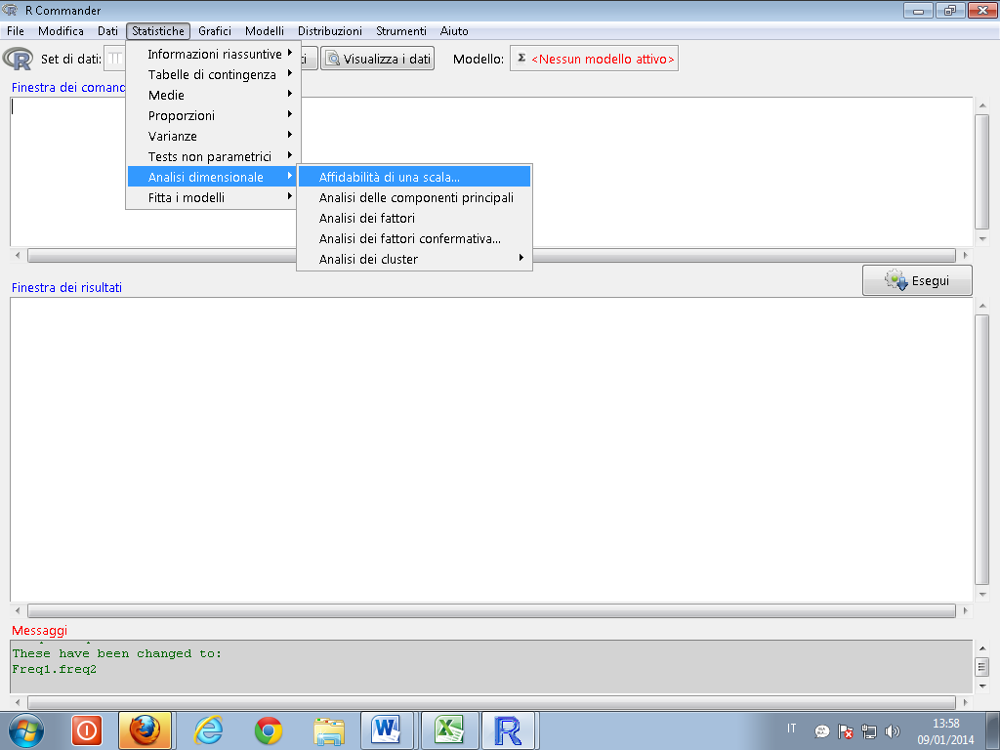 R Commander
File Modifica Dati Statistiche Grafici Modelli Distribuzioni Strumenti Aiuto
Set di dati: ti Visualizza i dati Modello: Σ <Nessun modello attivo>
Informazioni riassuntive
Tabelle di contingenza
Medie
Proporzioni
Varianze
Tests non parametrici
Analisi dimensionale
Fitta i modelli
Affidabilità di una scala...
Analisi delle componenti principali
Analisi dei fattori
Analisi dei fattori confermativa...
Analisi dei cluster
Finestra dei comand
Esegui
Finestra dei risultati
Messaggi
These have been changed to:
Freq1.freq2
IT
13:58
09/01/2014